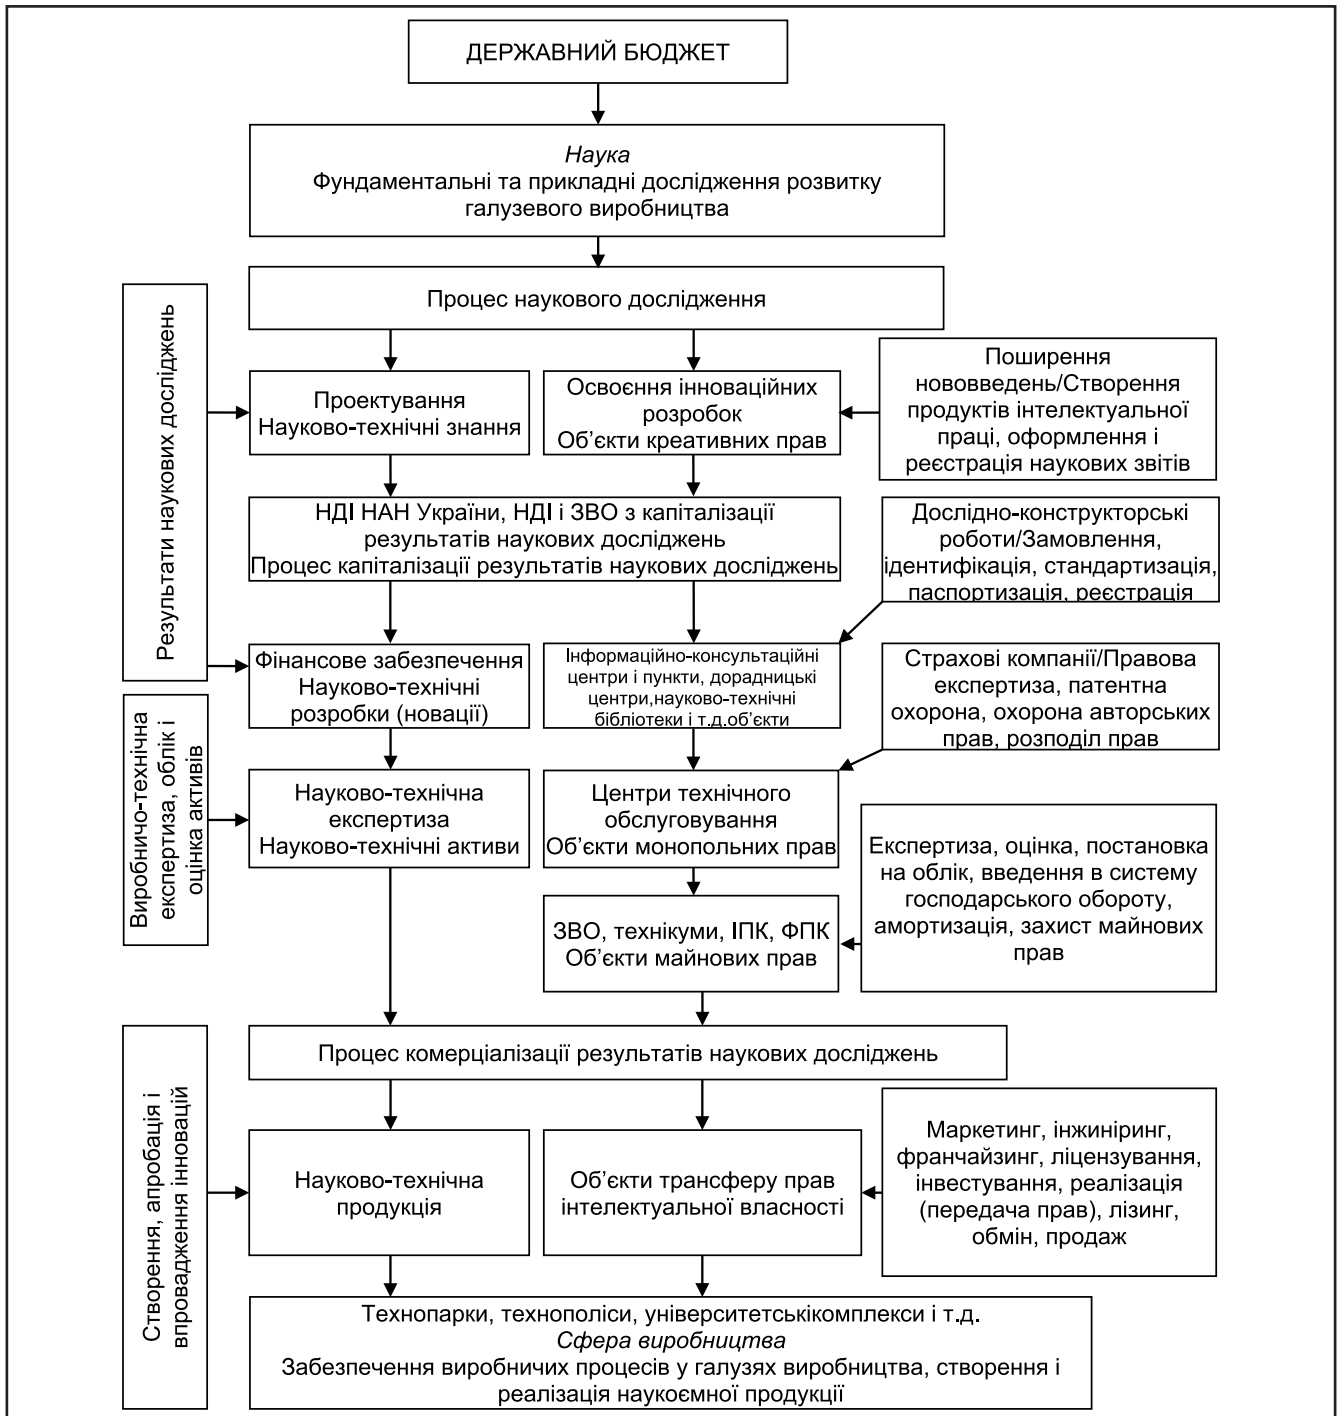 ДЕРЖАВНИЙ БЮДЖЕТ
Наука
Фундаментальні та прикладні дослідження розвитку
галузевого виробництва
Процес наукового дослідження
Результати наукових досліджень
Проектування
Науково-технічні знання
Освоєння інноваційних
розробок
Об’єкти креативних прав
Поширення
нововведень/Створення
продуктів інтелектуальної
праці, оформлення і
реєстрація наукових звітів
НДІ НАН України, НДІ і ЗВО з капіталізації
результатів наукових досліджень
Процес капіталізації результатів наукових досліджень
Дослідно-конструкторські
роботи/Замовлення,
ідентифікація, стандартизація,
паспортизація, реєстрація
Фінансове забезпечення
Науково-технічні
розробки (новації)
Інформаційно-консультаційні
центри і пункти, дорадницькі
центри,науково-технічні
бібліотеки і т.д.об’єкти
Страхові компанії/Правова
експертиза, патентна
охорона, охорона авторських
прав, розподіл прав
Виробничо-технічна
експертиза, облік і
оцінка активів
Науково-технічна
експертиза
Науково-технічні активи
Центри технічного
обслуговування
Об’єкти монопольних прав
Експертиза, оцінка, постановка
на облік, введення в систему
господарського обороту,
амортизація, захист майнових
прав
ЗВО, технікуми, ІПК, ФПК
Об’єкти майнових прав
Процес комерціалізації результатів наукових досліджень
Створення, апробація і
впровадження інновацій
Науково-технічна
продукція
Об’єкти трансферу прав
інтелектуальної власності
Маркетинг, інжиніринг,
франчайзинг, ліцензування,
інвестування, реалізація
(передача прав), лізинг,
обмін, продаж
Технопарки, технополіси, університетськікомплекси і т.д.
Сфера виробництва
Забезпечення виробничих процесів у галузях виробництва, створення і
реалізація наукоємної продукції